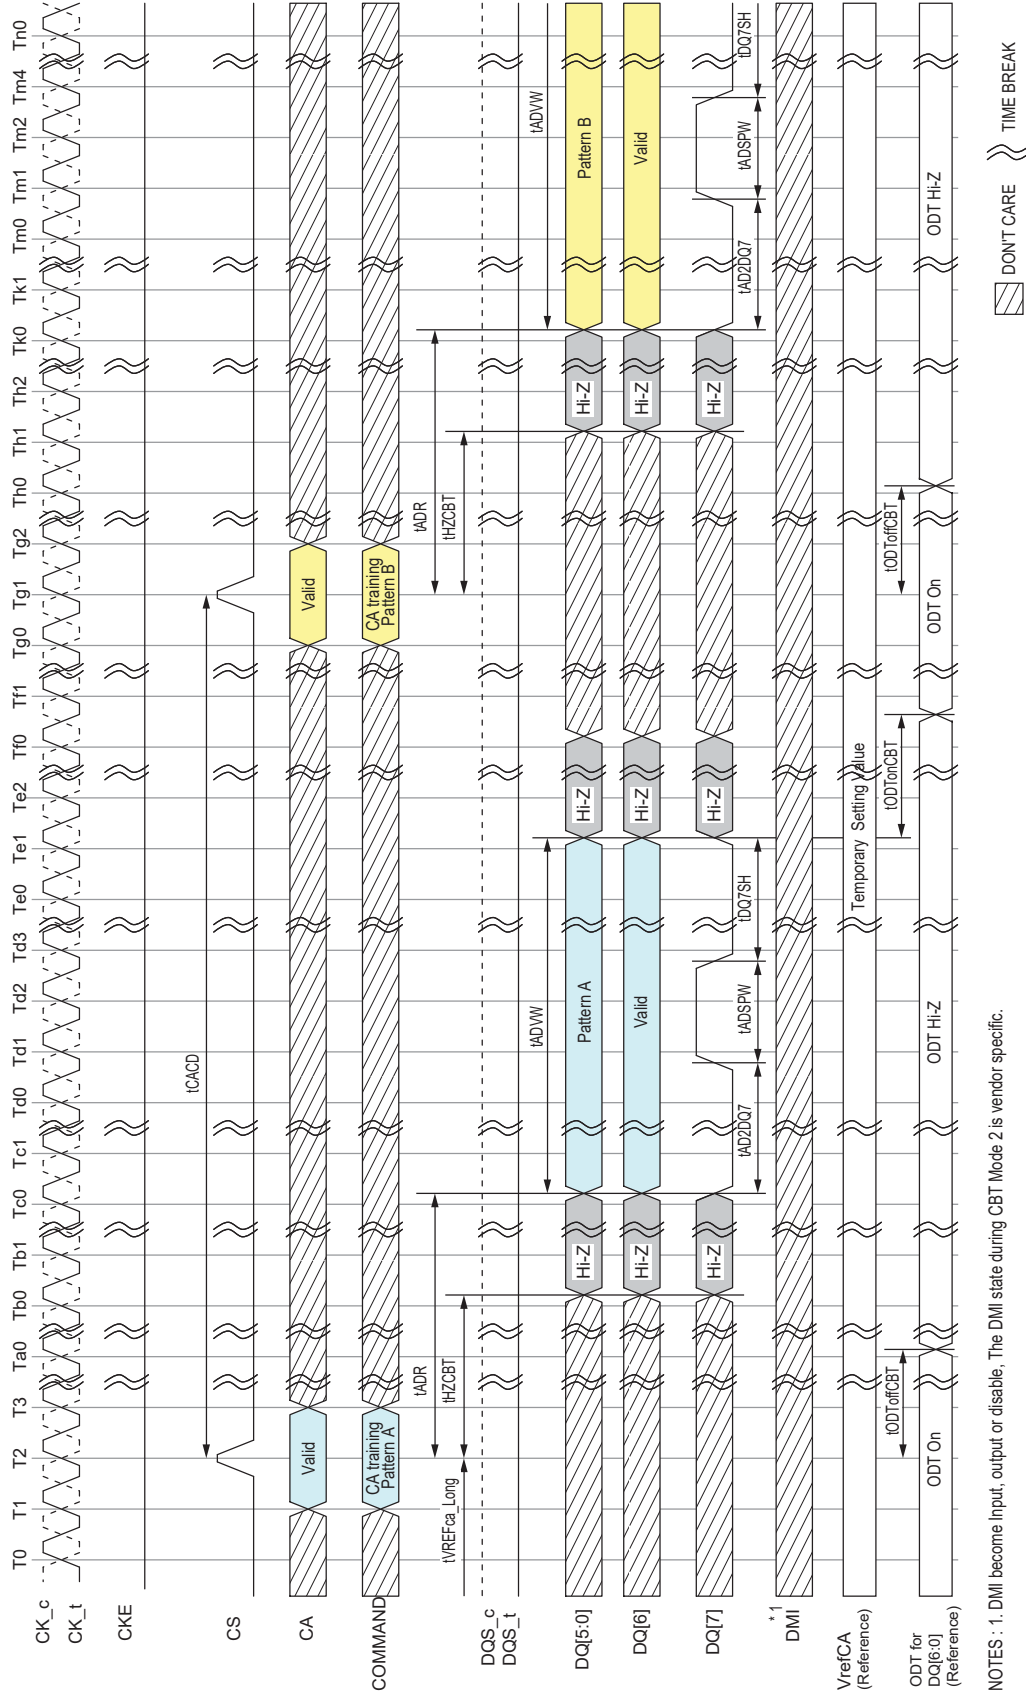 T0 T1 T2 T3 Ta0 Tb0 Tb1 Tc0 Tc1 Td0 Td1 Td2 Td3 Te0 Te1 Te2 Tf0 Tf1 Tg0 Tg1 Tg2 Th0 Th1 Th2 Tk0 Tk1 Tm0 Tm1 Tm2 Tm4 Tn0
CK_c
CK_t
CKE
CS
tCACD
CA
Valid Valid
COMMAND
CA training
Pattern A
CA training
Pattern B
tADR tADR
tVREFca_Long tHZCBT tHZCBT
DQS_c
DQS_t
tADVW tADVW
DQ[5:0]
Hi-Z Pattern A Hi-Z Hi-Z Pattern B
DQ[6]
Hi-Z Valid Hi-Z Hi-Z Valid
DQ[7]
Hi-Z Hi-Z Hi-Z
tAD2DQ7 tADSPW tDQ7SH tAD2DQ7 tADSPW tDQ7SH
*1
DMI
VrefCA
(Reference)
Temporary Setting Value
tODToffCBT tODTonCBT tODToffCBT
ODT for
DQ[6:0]
(Reference)
ODT On ODT Hi-Z ODT On ODT Hi-Z
NOTES : 1. DMI become Input, output or disable, The DMI state during CBT Mode 2 is vendor specific.
DON'T CARE TIME BREAK